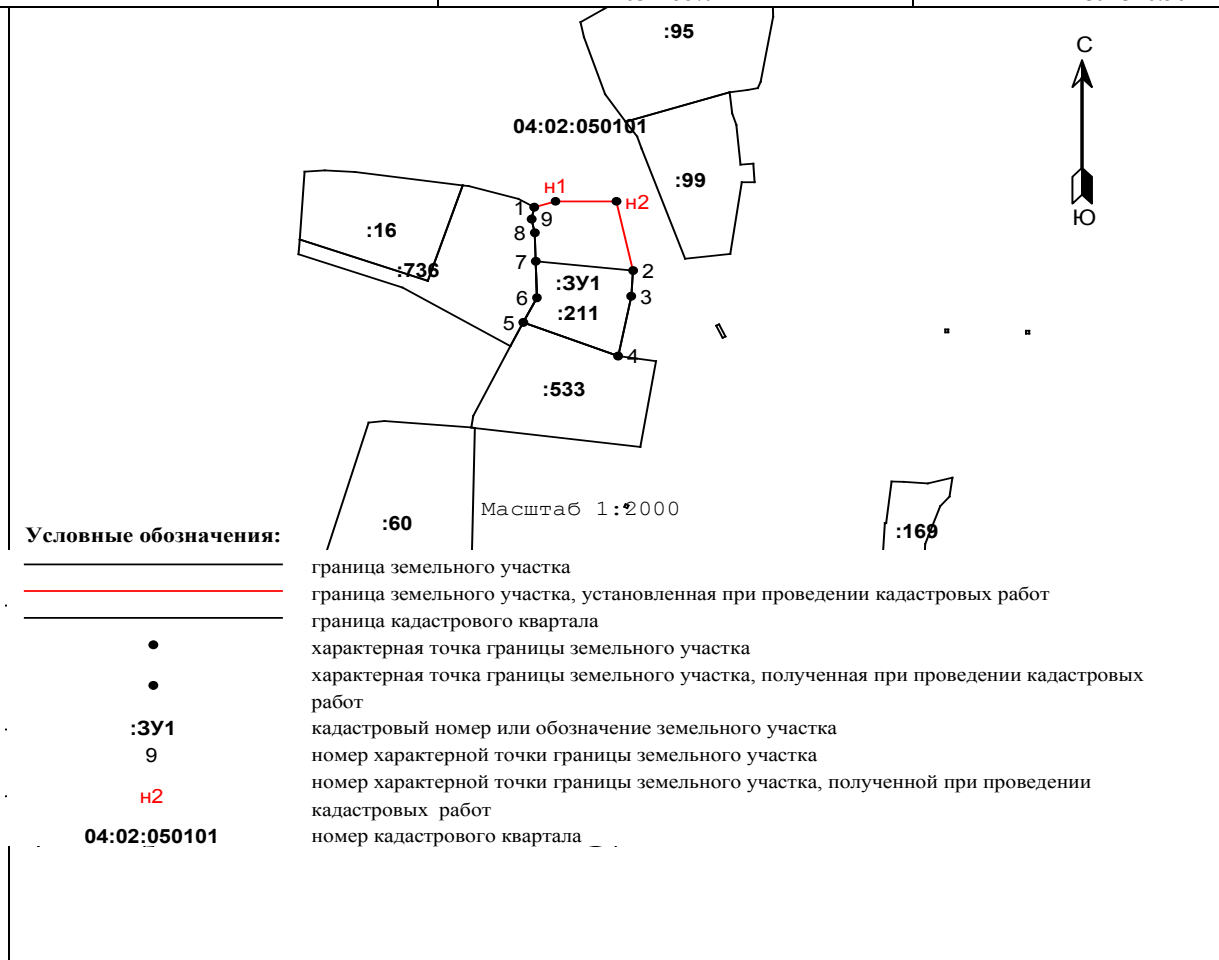 :95
С
04:02:050101
:99
н1
н2
1
9
:16
8
:736
7
2
:ЗУ1
3
6
:211
5
Ю
4
:533
Масштаб 1:2000
:60
:169
Условные обозначения:
граница земельного участка
граница земельного участка, установленная при проведении кадастровых работ
граница кадастрового квартала
характерная точка границы земельного участка
характерная точка границы земельного участка, полученная при проведении кадастровых
работ
:ЗУ1 кадастровый номер или обозначение земельного участка
9 номер характерной точки границы земельного участка
н2 номер характерной точки границы земельного участка, полученной при проведении
кадастровых работ
04:02:050101 номер кадастрового квартала